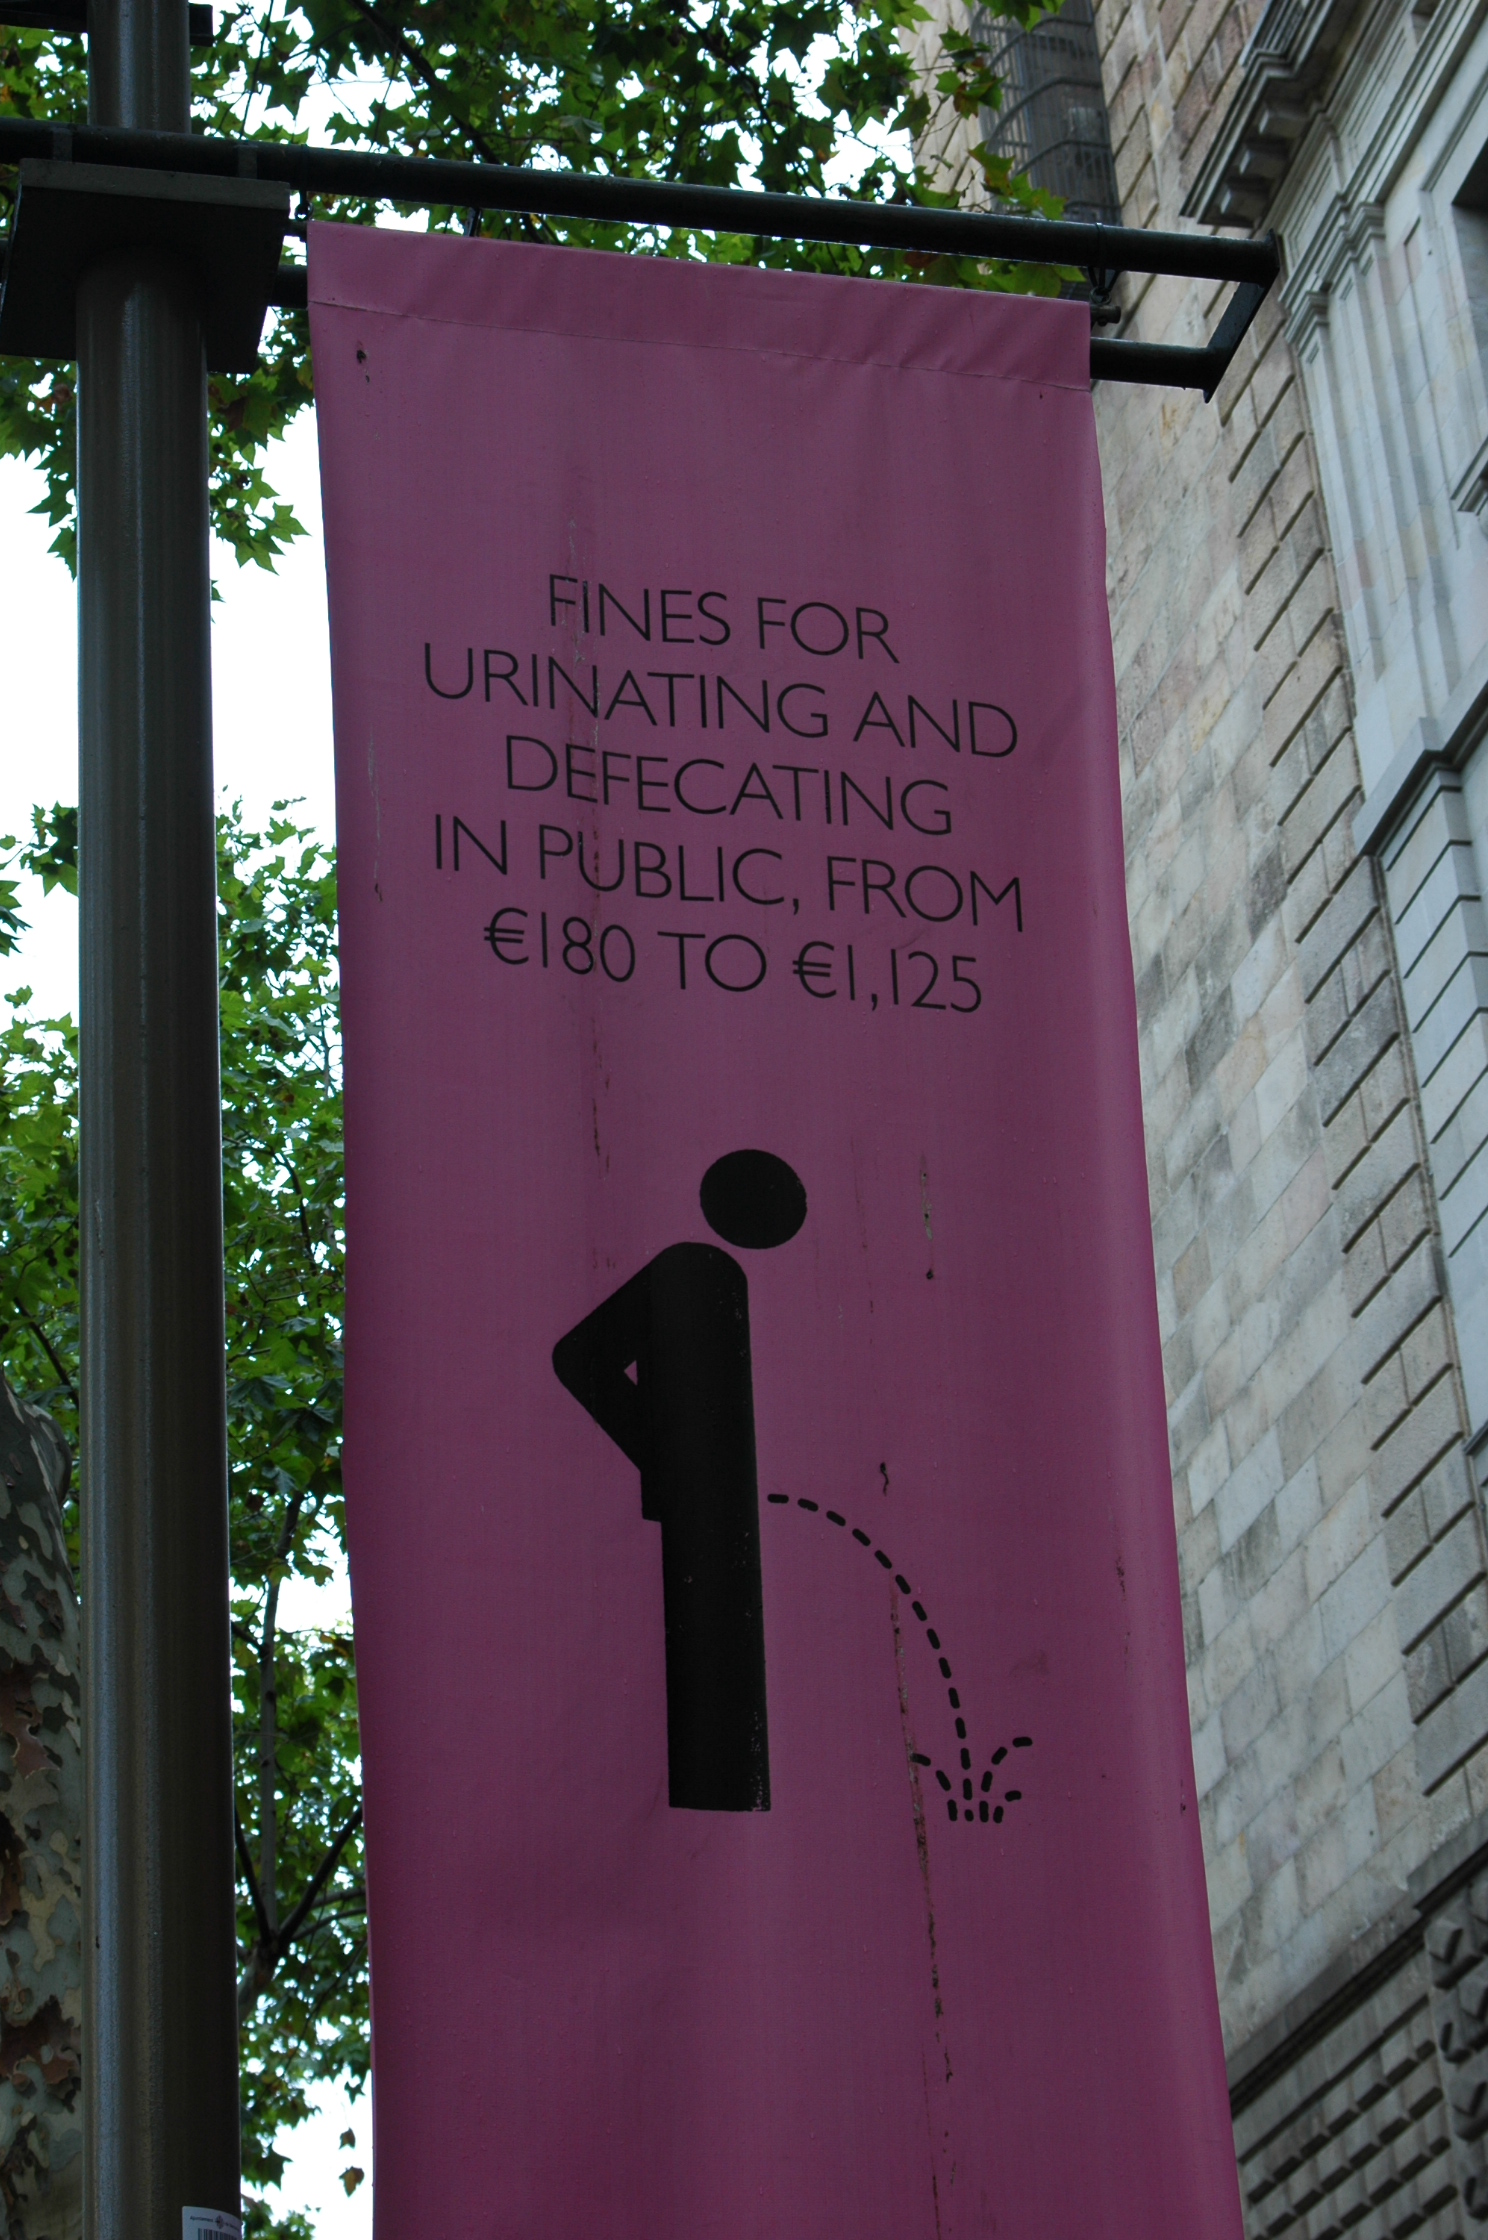 FINES FOR
URINATING AND
DEFECATING
IN PUBLIC, FROM
€180 TO €1,125